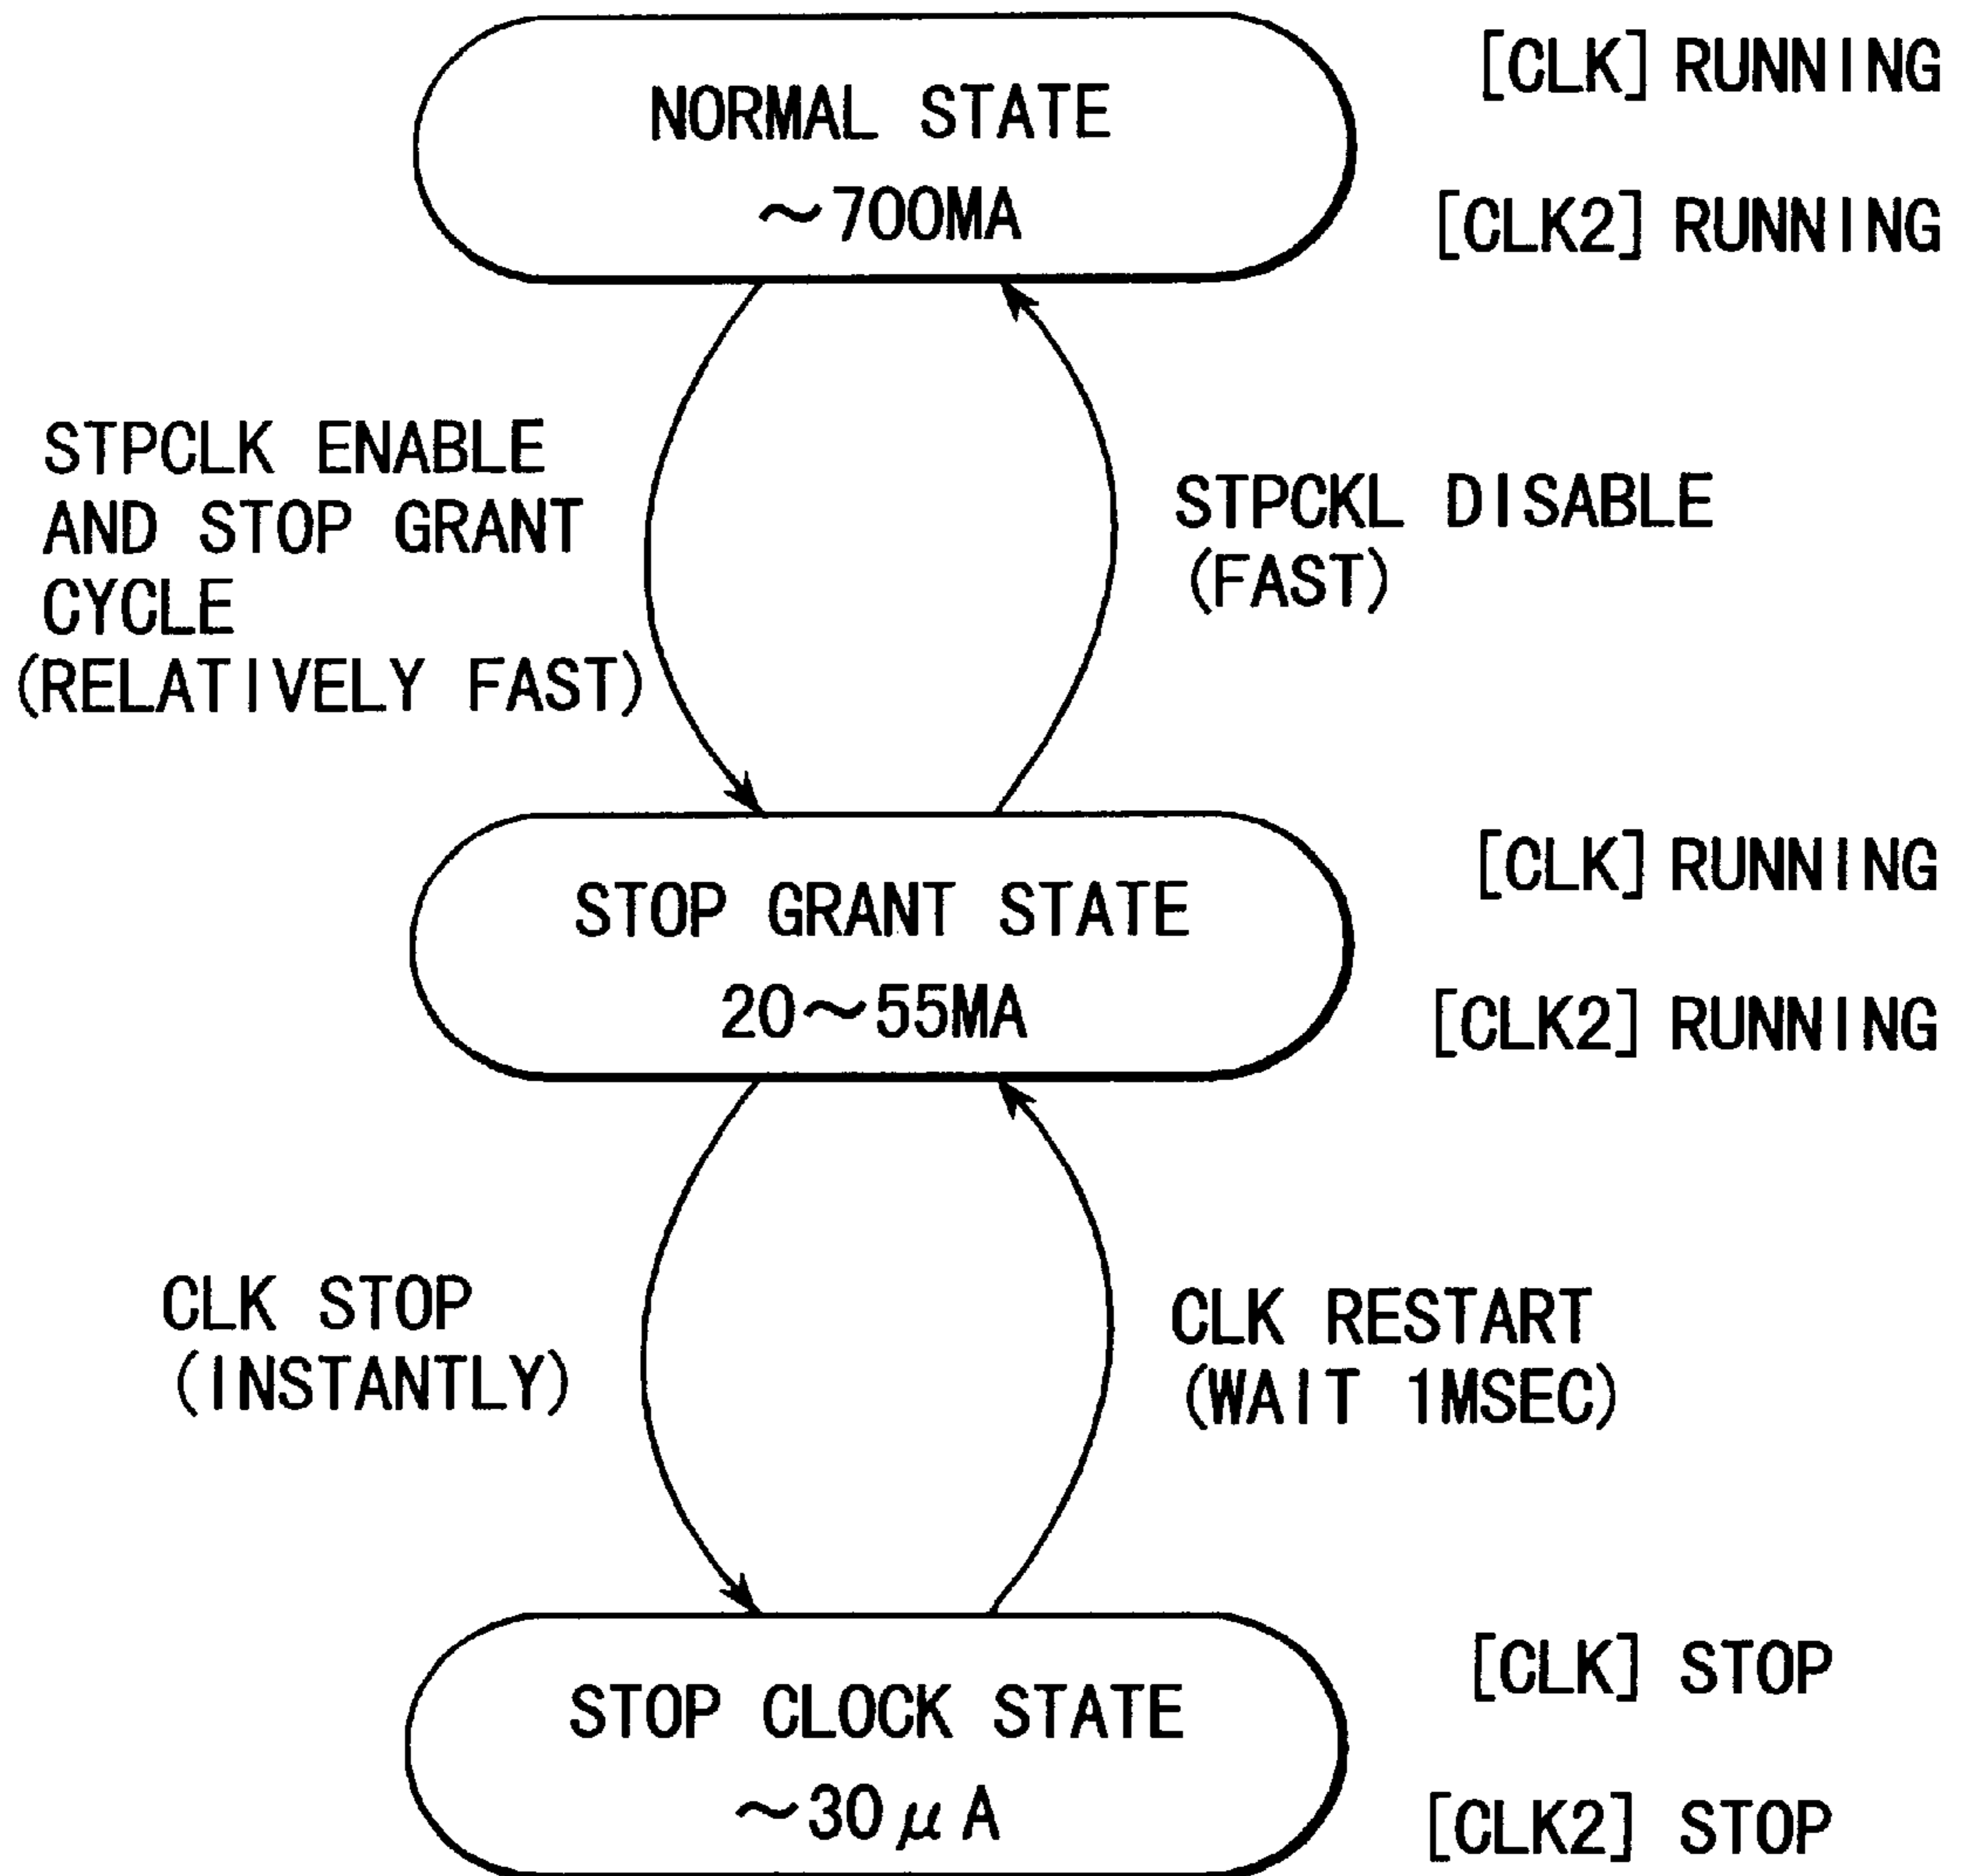 NORMAL STATE
~700MA
[CLK] RUNNING
[CLK2] RUNNING
STPCLK ENABLE
AND STOP GRANT
CYCLE
(RELATIVELY FAST)
STPCKL DISABLE
(FAST)
STOP GRANT STATE
20~55MA
[CLK] RUNNING
[CLK2] RUNNING
CLK STOP
(INSTANTLY)
CLK RESTART
(WAIT 1MSEC)
STOP CLOCK STATE
~30μA
[CLK] STOP
[CLK2] STOP